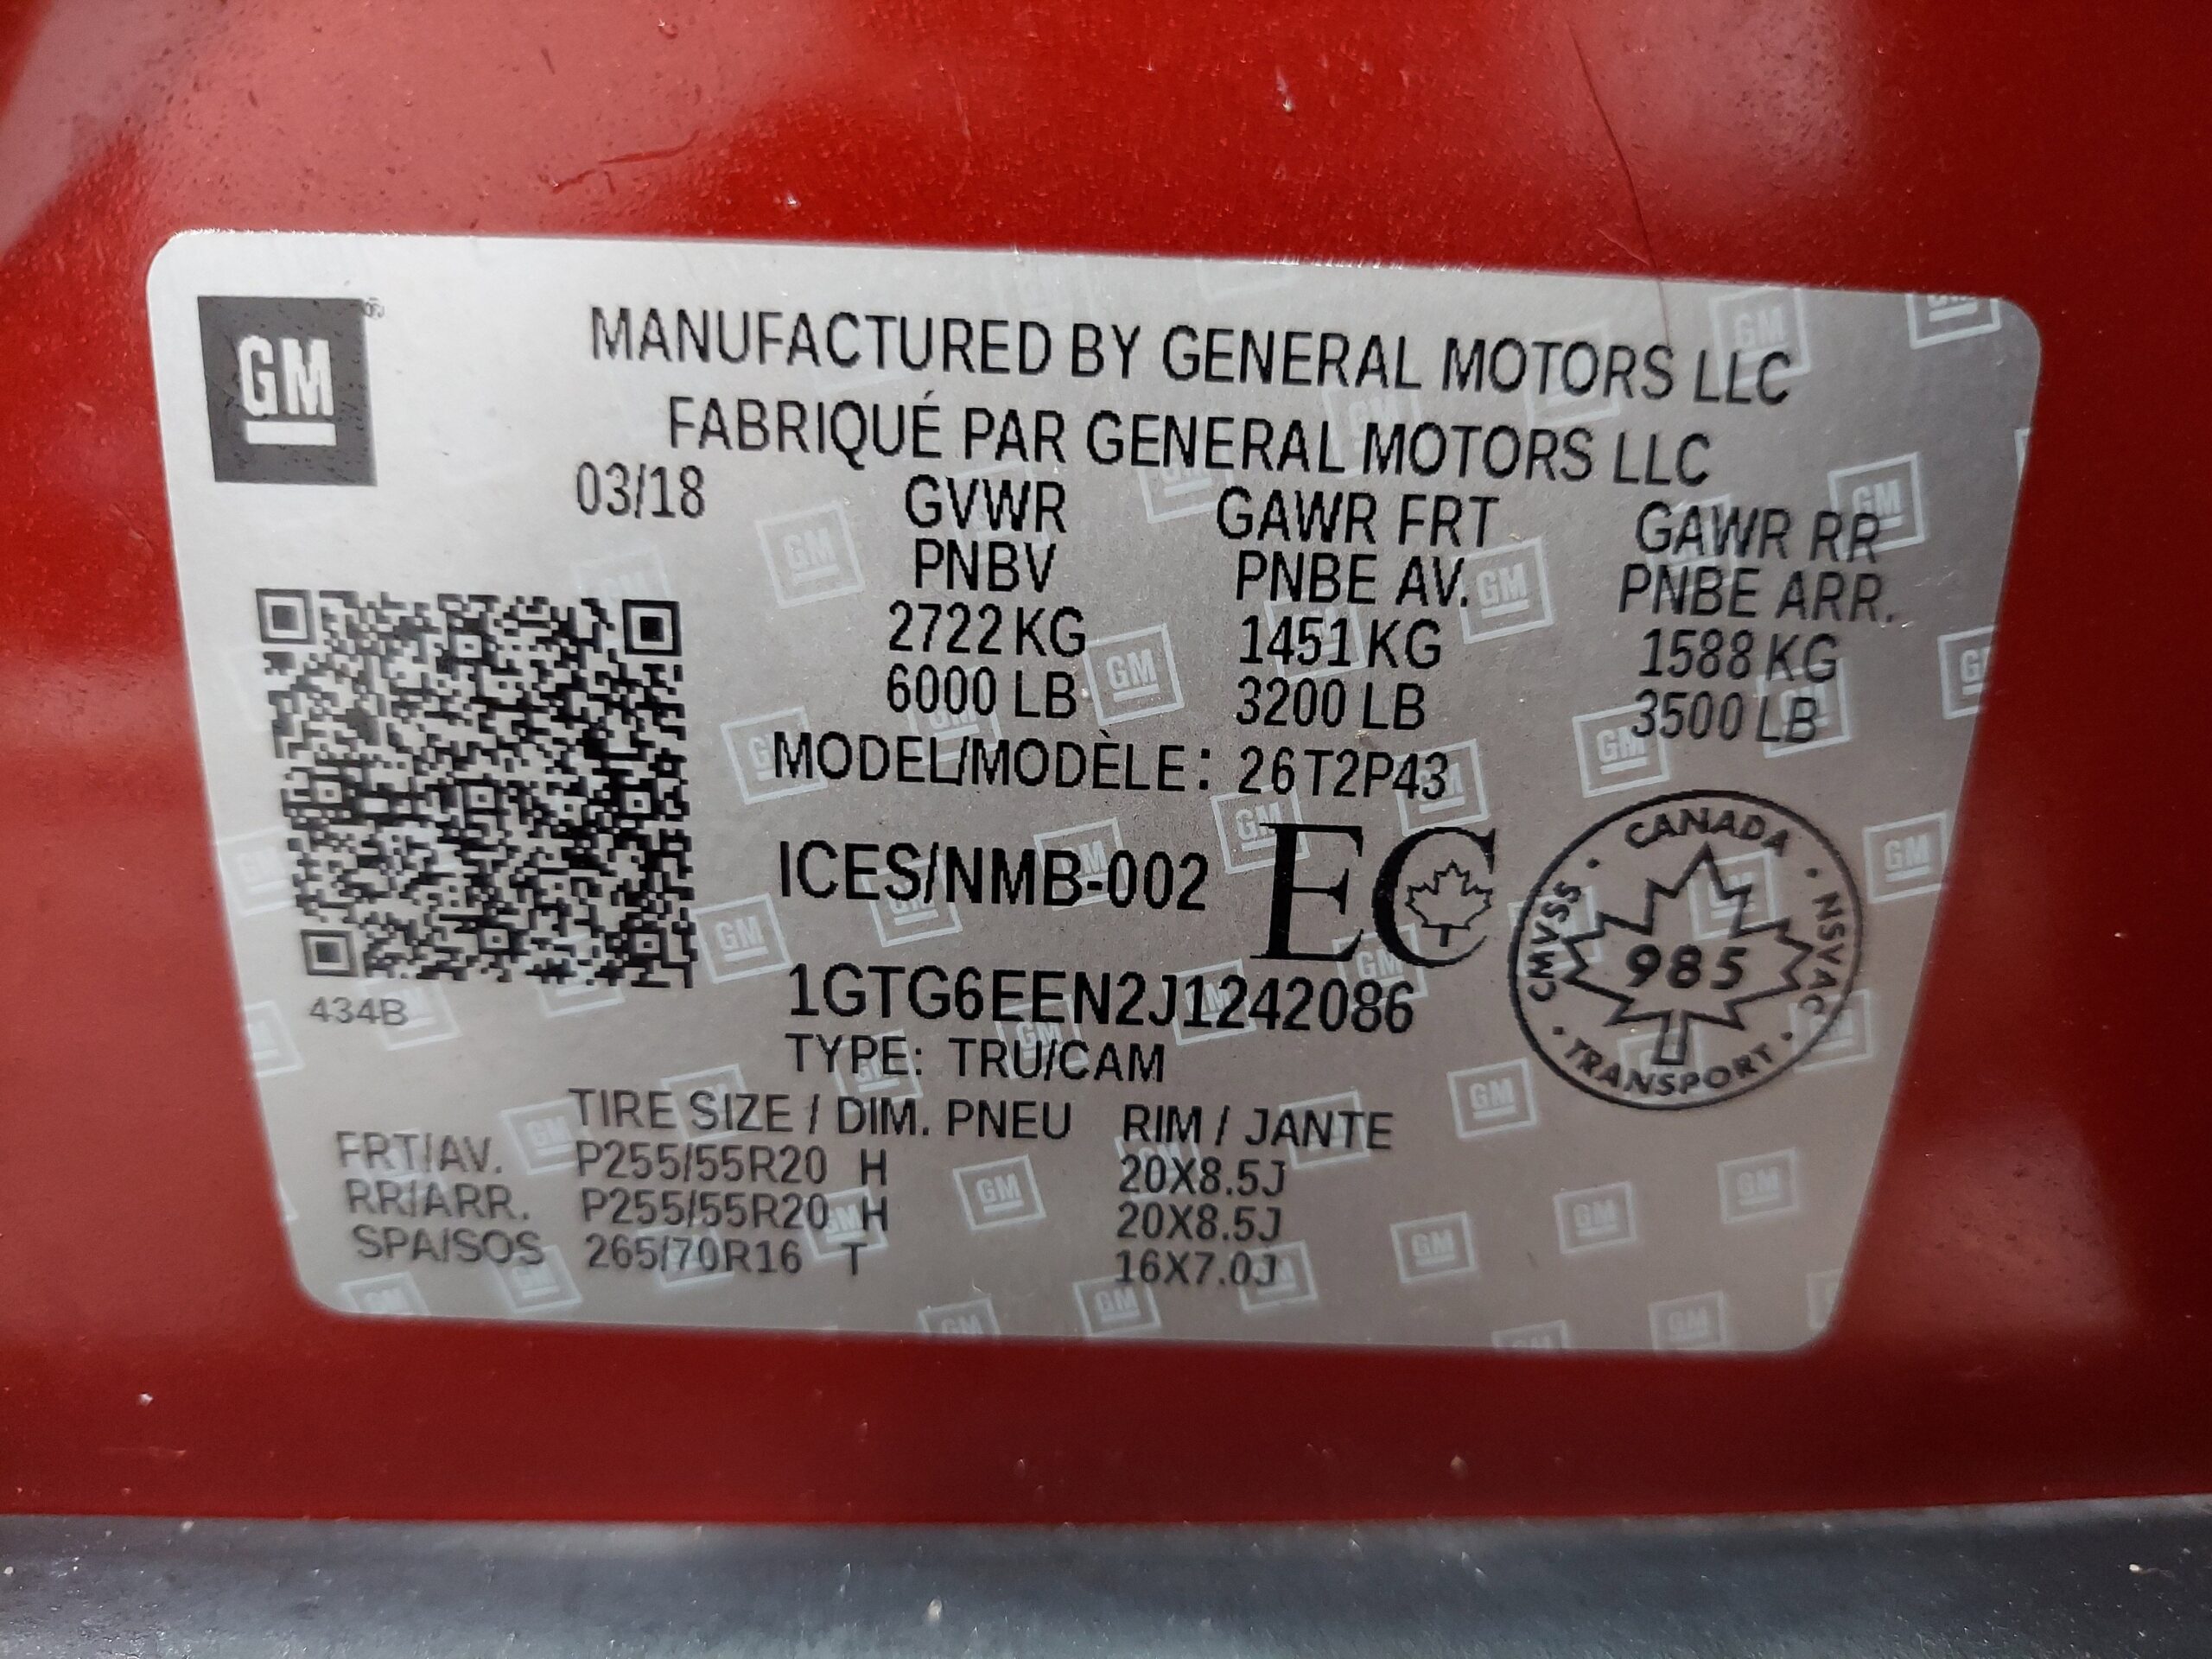 GM
MANUFACTURED BY GENERAL MOTORS LLC
FABRIQUÉ PAR GENERAL MOTORS LLC
03/18 GVWR GAWR FRT GAWR RR
PNBV PNBE AV. PNBE ARR.
2722 KG 1451 KG 1588 KG
6000 LB 3200 LB 3500 LB
MODEL/MODÈLE: 26T2P43
ICES/NMB-002 EC
CANADA · NSVAC · TRANSPORT · CMVSS ·
985
434B
1GTG6EEN2J1242086
TYPE: TRU/CAM
TIRE SIZE / DIM. PNEU RIM / JANTE
FRT/AV. P255/55R20 H 20X8.5J
RR/ARR. P255/55R20 H 20X8.5J
SPA/SOS 265/70R16 T 16X7.0J